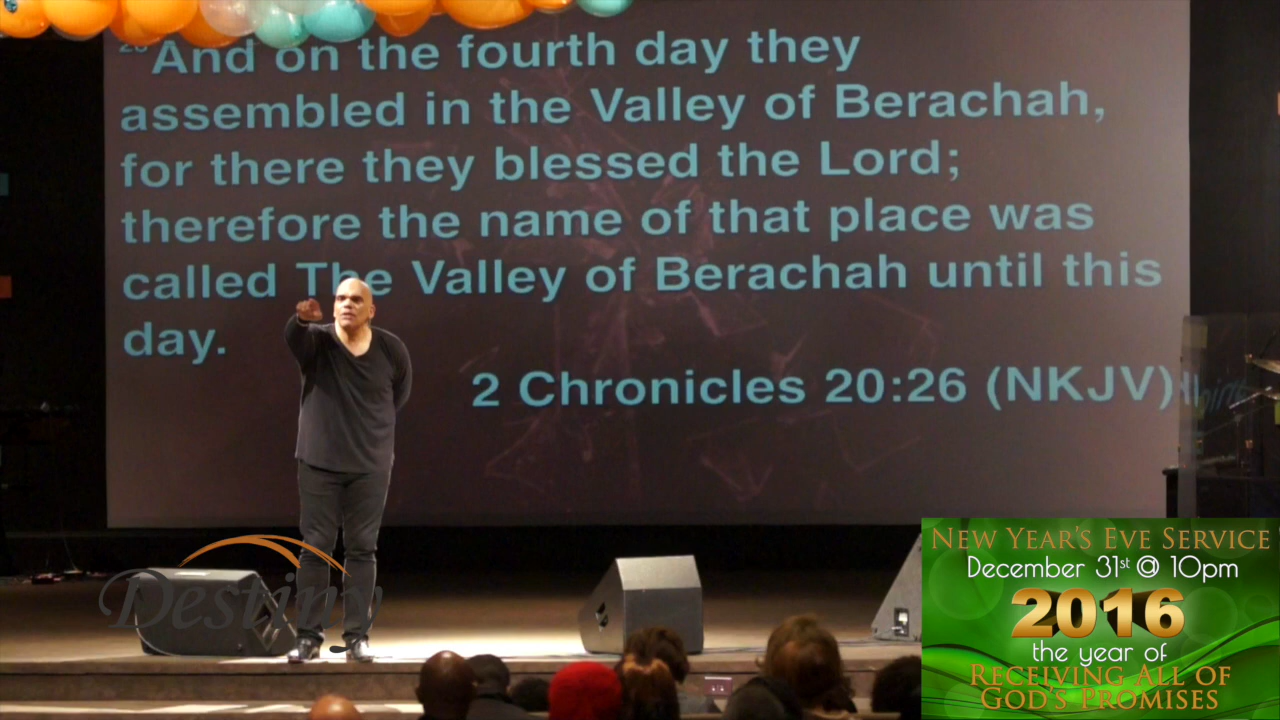 26 And on the fourth day they
assembled in the Valley of Berachah,
for there they blessed the Lord;
therefore the name of that place was
called The Valley of Berachah until this
day.
2 Chronicles 20:26 (NKJV)
Destiny
New Year's Eve Service
December 31st @ 10pm
2016
the year of
Receiving All of
God's Promises